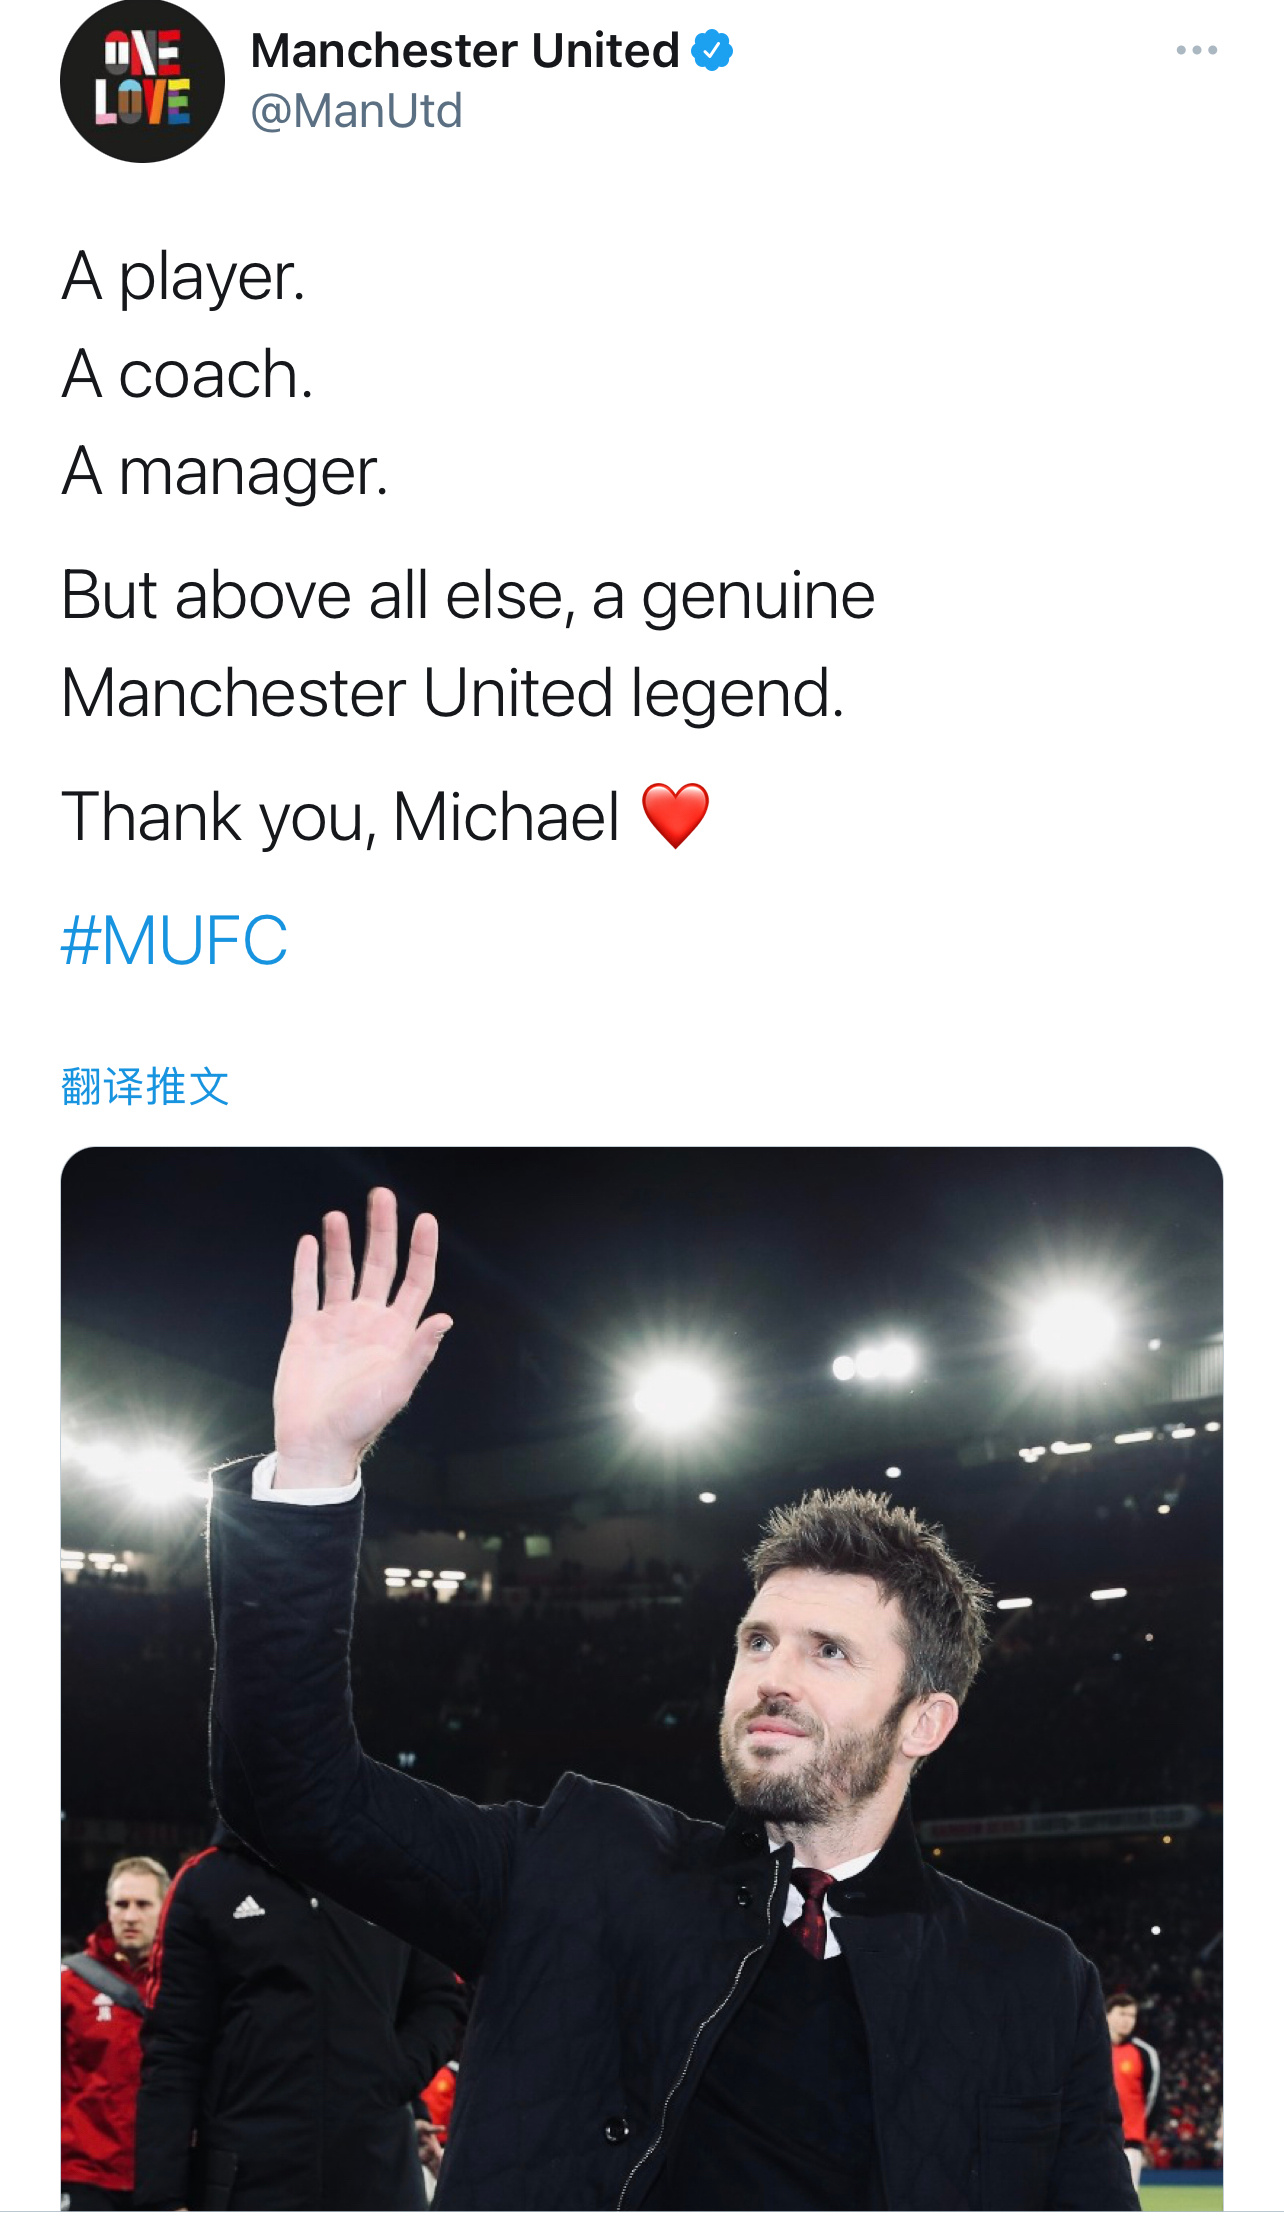 ONE
LOVE
Manchester United
@ManUtd
A player.
A coach.
A manager.
But above all else, a genuine
Manchester United legend.
Thank you, Michael ❤️
#MUFC
翻译推文